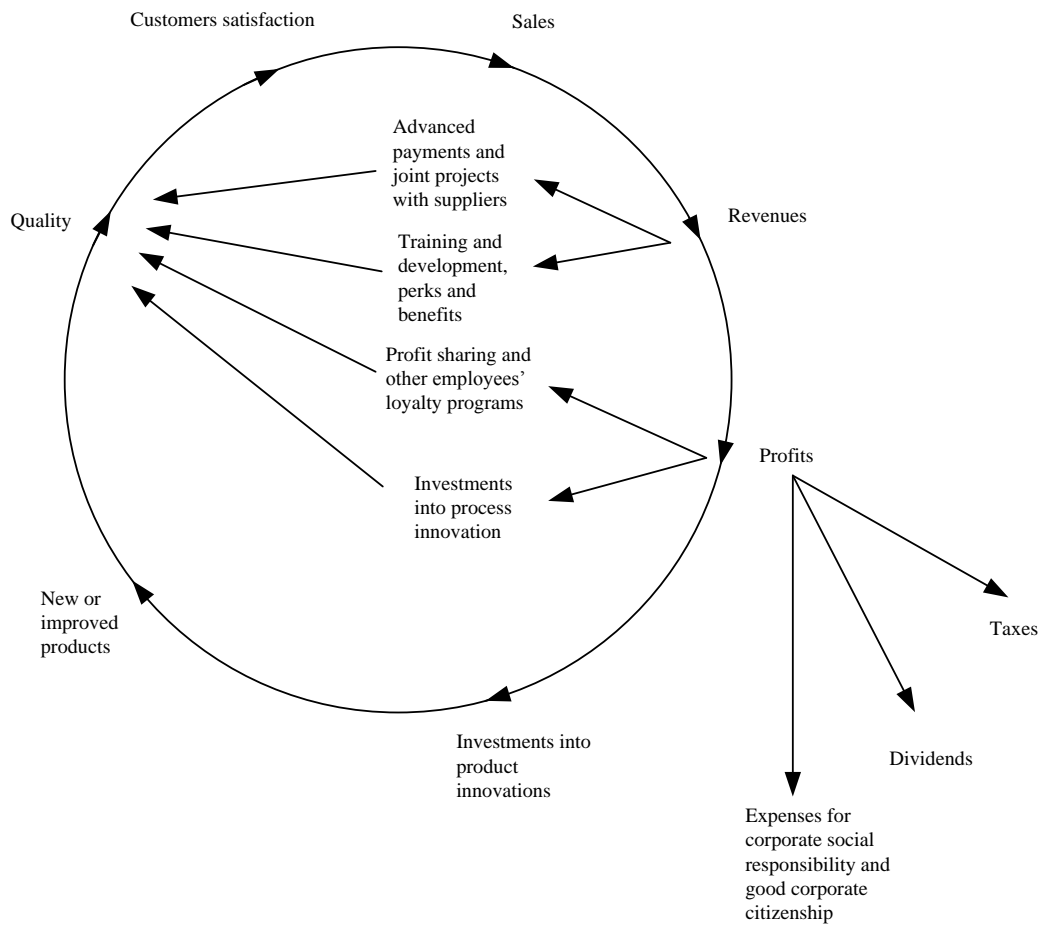 Customers satisfaction
Sales
Advanced
payments and
joint projects
with suppliers
Quality
Revenues
Training and
development,
perks and
benefits
Profit sharing and
other employees’
loyalty programs
Profits
Investments
into process
innovation
New or
improved
products
Taxes
Investments into
product
innovations
Dividends
Expenses for
corporate social
responsibility and
good corporate
citizenship